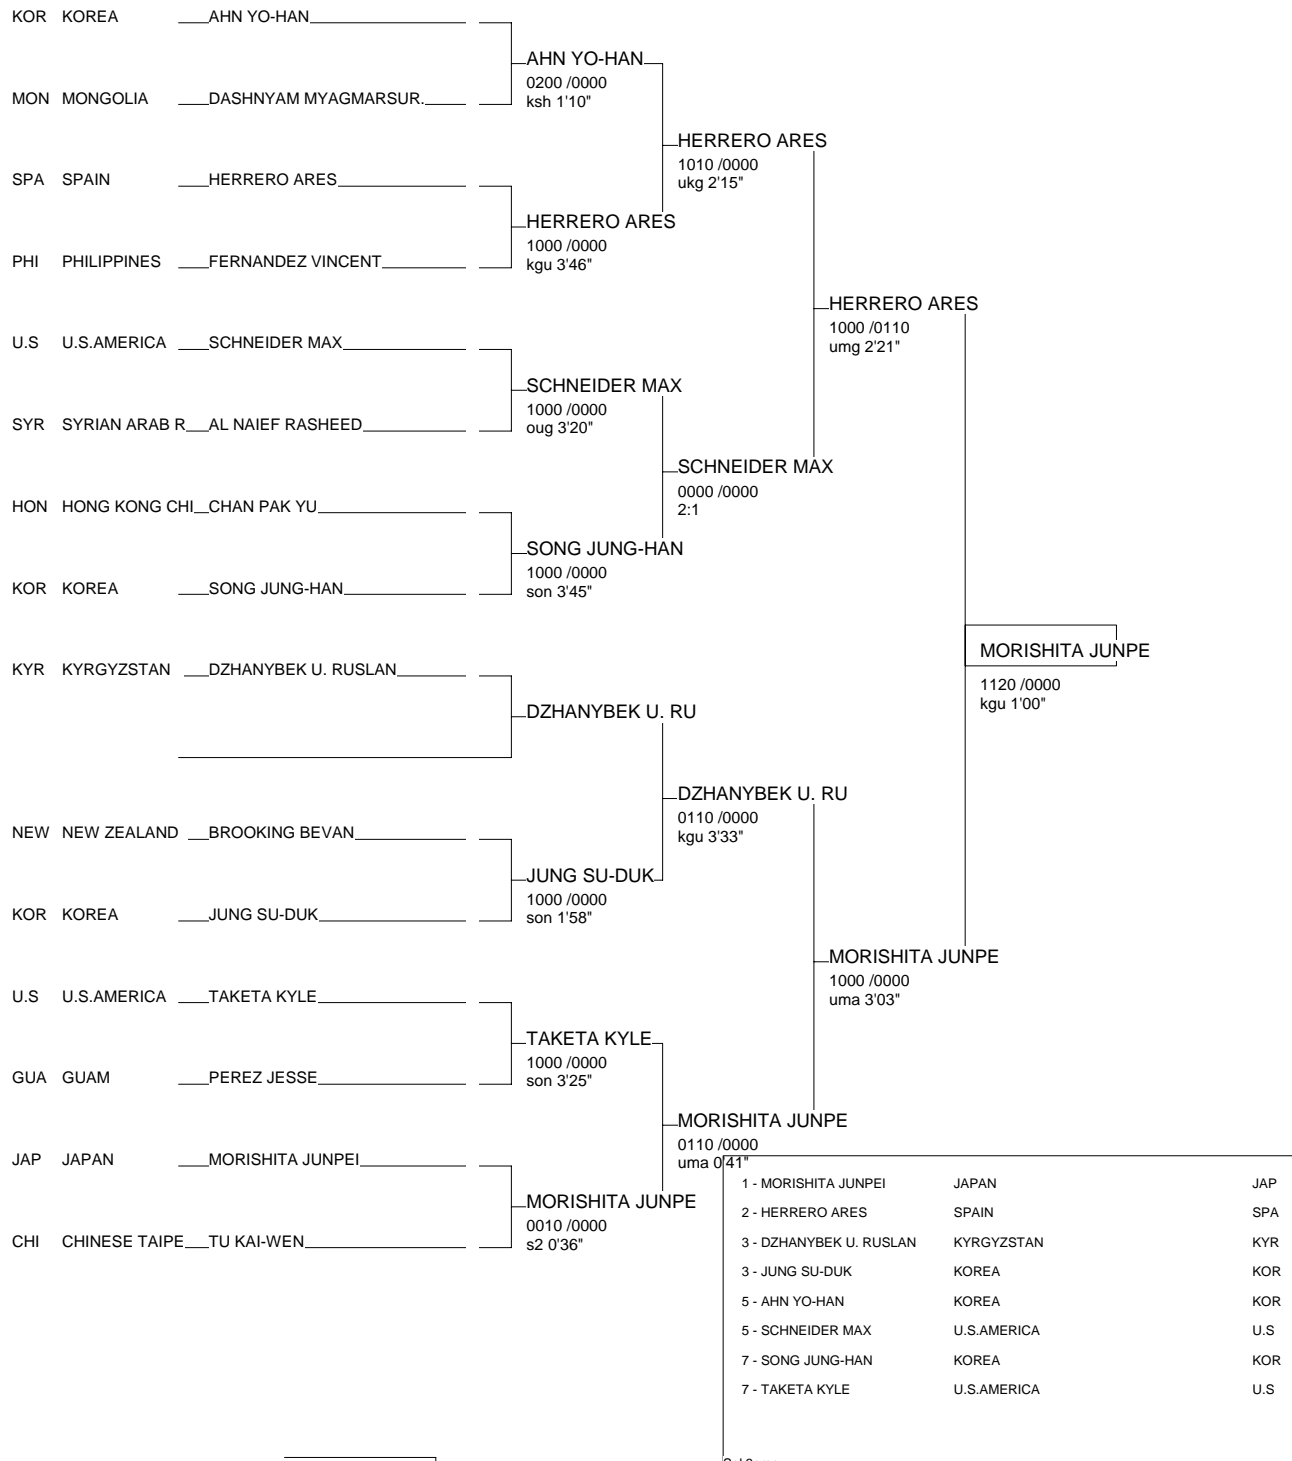 KOR KOREA AHN YO-HAN
AHN YO-HAN
0200 /0000
ksh 1'10"
MON MONGOLIA DASHNYAM MYAGMARSUR.
HERRERO ARES
1010 /0000
ukg 2'15"
SPA SPAIN HERRERO ARES
HERRERO ARES
1000 /0000
kgu 3'46"
PHI PHILIPPINES FERNANDEZ VINCENT
HERRERO ARES
1000 /0110
umg 2'21"
U.S U.S.AMERICA SCHNEIDER MAX
SCHNEIDER MAX
1000 /0000
oug 3'20"
SYR SYRIAN ARAB R AL NAIEF RASHEED
SCHNEIDER MAX
0000 /0000
2:1
HON HONG KONG CHI CHAN PAK YU
SONG JUNG-HAN
1000 /0000
son 3'45"
KOR KOREA SONG JUNG-HAN
MORISHITA JUNPE
1120 /0000
kgu 1'00"
KYR KYRGYZSTAN DZHANYBEK U. RUSLAN
DZHANYBEK U. RU
DZHANYBEK U. RU
0110 /0000
kgu 3'33"
NEW NEW ZEALAND BROOKING BEVAN
JUNG SU-DUK
1000 /0000
son 1'58"
KOR KOREA JUNG SU-DUK
MORISHITA JUNPE
1000 /0000
uma 3'03"
U.S U.S.AMERICA TAKETA KYLE
TAKETA KYLE
1000 /0000
son 3'25"
GUA GUAM PEREZ JESSE
MORISHITA JUNPE
0110 /0000
uma 0'41"
JAP JAPAN MORISHITA JUNPEI
MORISHITA JUNPE
0010 /0000
s2 0'36"
CHI CHINESE TAIPE TU KAI-WEN
1 - MORISHITA JUNPEI JAPAN JAP
2 - HERRERO ARES SPAIN SPA
3 - DZHANYBEK U. RUSLAN KYRGYZSTAN KYR
3 - JUNG SU-DUK KOREA KOR
5 - AHN YO-HAN KOREA KOR
5 - SCHNEIDER MAX U.S.AMERICA U.S
7 - SONG JUNG-HAN KOREA KOR
7 - TAKETA KYLE U.S.AMERICA U.S